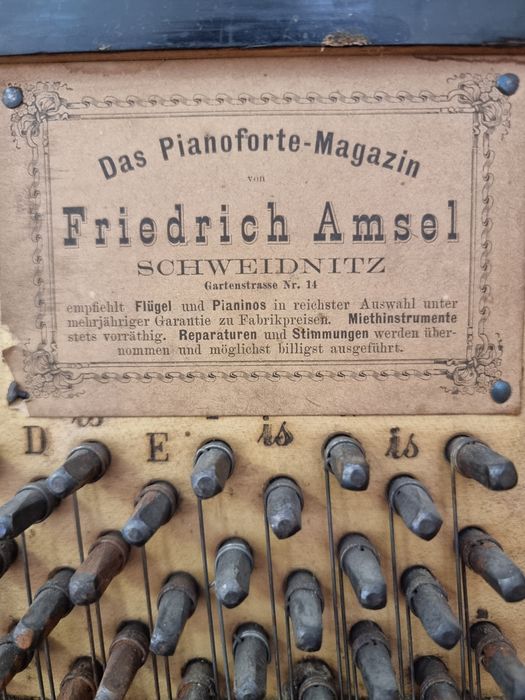 Das Pianoforte-Magazin
von
Friedrich Amsel
SCHWEIDNITZ
Gartenstrasse Nr. 14
empfiehlt Flügel und Pianinos in reichster Auswahl unter
mehrjähriger Garantie zu Fabrikpreisen. Miethinstrumente
stets vorräthig. Reparaturen und Stimmungen werden über-
nommen und möglichst billigst ausgeführt.
D E is is